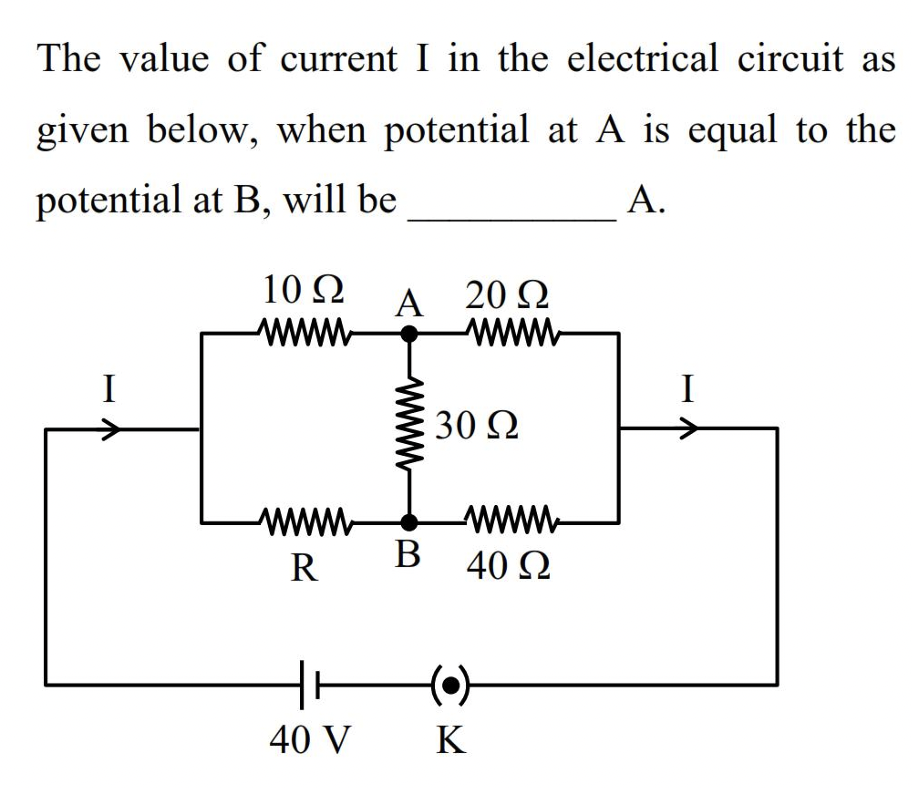 The value of current I in the electrical circuit as
given below, when potential at A is equal to the
potential at B, will be __________ A.
10 Ω A 20 Ω
I I
30 Ω
R B 40 Ω
40 V K